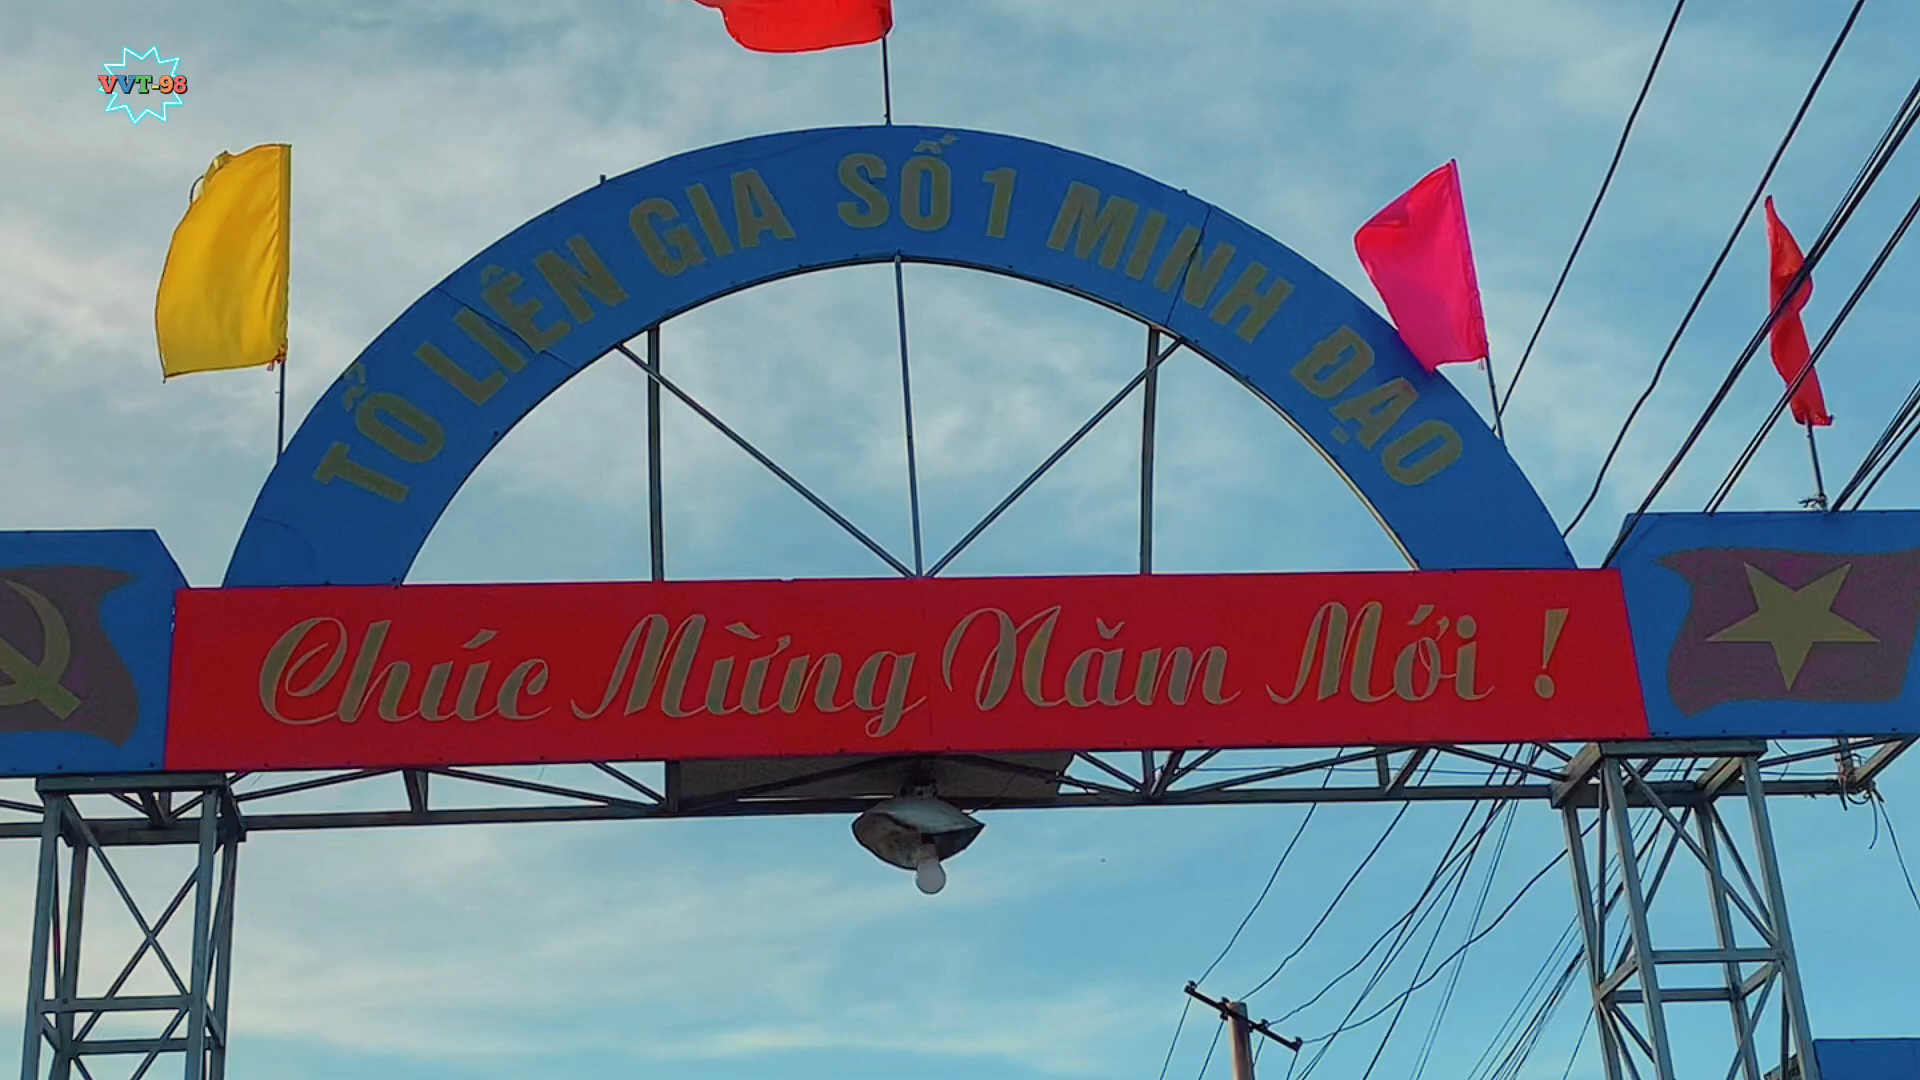 VVT-98
TỔ LIÊN GIA SỐ 1 MINH ĐẠO
Chúc Mừng Năm Mới !